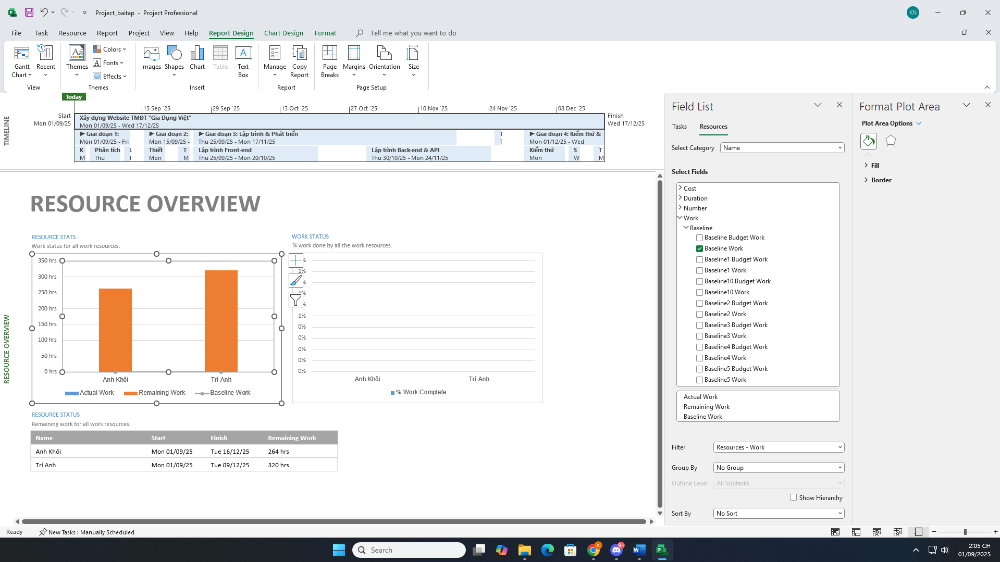 Project_baitap - Project Professional
KN
File Task Resource Report Project View Help Report Design Chart Design Format Tell me what you want to do
Gantt Chart
Recent
View
Themes
Colors
Fonts
Effects
Themes
Images
Shapes
Chart
Table
Text Box
Insert
Manage
Copy Report
Report
Page Breaks
Margins
Orientation
Size
Page Setup
Today
TIMELINE
15 Sep '25 29 Sep '25 13 Oct '25 27 Oct '25 10 Nov '25 24 Nov '25 08 Dec '25
Start
Mon 01/09/25
Finish
Wed 17/12/25
Xây dựng Website TMĐT "Gia Dụng Việt"
Mon 01/09/25 - Wed 17/12/25
Giai đoạn 1:
Mon 01/09/25 - Fri
Giai đoạn 2:
Mon 15/09/25 -
Giai đoạn 3: Lập trình & Phát triển
Thu 25/09/25 - Mon 17/11/25
T
T
Giai đoạn 4: Kiểm thử &
Mon 01/12/25 - Wed
K
M
Phân tích
Thu
L
T
Thiết
Mon
T
M
Lập trình Front-end
Thu 25/09/25 - Mon 20/10/25
Lập trình Back-end & API
Thu 30/10/25 - Mon 24/11/25
Kiểm thử
Mon
S
W
T
M
RESOURCE OVERVIEW
RESOURCE OVERVIEW
RESOURCE STATS
Work status for all work resources.
350 hrs
300 hrs
250 hrs
200 hrs
150 hrs
100 hrs
50 hrs
0 hrs
Anh Khôi Trí Anh
Actual Work Remaining Work Baseline Work
WORK STATUS
% work done by all the work resources.
%
1%
%
%
%
1%
0%
0%
0%
0%
0%
Anh Khôi Trí Anh
% Work Complete
RESOURCE STATUS
Remaining work for all work resources.
Name Start Finish Remaining Work
Anh Khôi Mon 01/09/25 Tue 16/12/25 264 hrs
Trí Anh Mon 01/09/25 Tue 09/12/25 320 hrs
Field List
Tasks Resources
Select Category Name
Select Fields
Cost
Duration
Number
Work
Baseline
Baseline Budget Work
Baseline Work
Baseline1 Budget Work
Baseline1 Work
Baseline10 Budget Work
Baseline10 Work
Baseline2 Budget Work
Baseline2 Work
Baseline3 Budget Work
Baseline3 Work
Baseline4 Budget Work
Baseline4 Work
Baseline5 Budget Work
Baseline5 Work
Actual Work
Remaining Work
Baseline Work
Filter Resources - Work
Group By No Group
Outline Level All Subtasks
Show Hierarchy
Sort By No Sort
Format Plot Area
Plot Area Options
Fill
Border
Ready New Tasks : Manually Scheduled
Search
K
9+
2:05 CH
01/09/2025